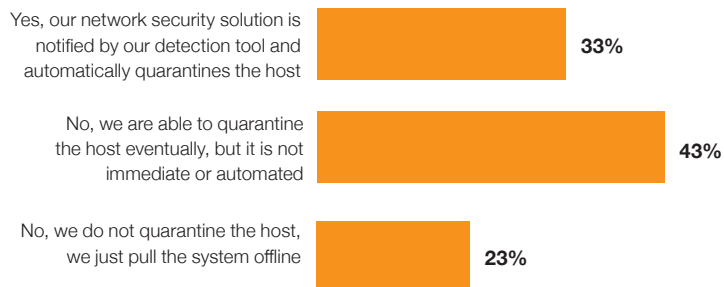 Yes, our network security solution is
notified by our detection tool and
automatically quarantines the host
33%
No, we are able to quarantine
the host eventually, but it is not
immediate or automated
43%
No, we do not quarantine the host,
we just pull the system offline
23%